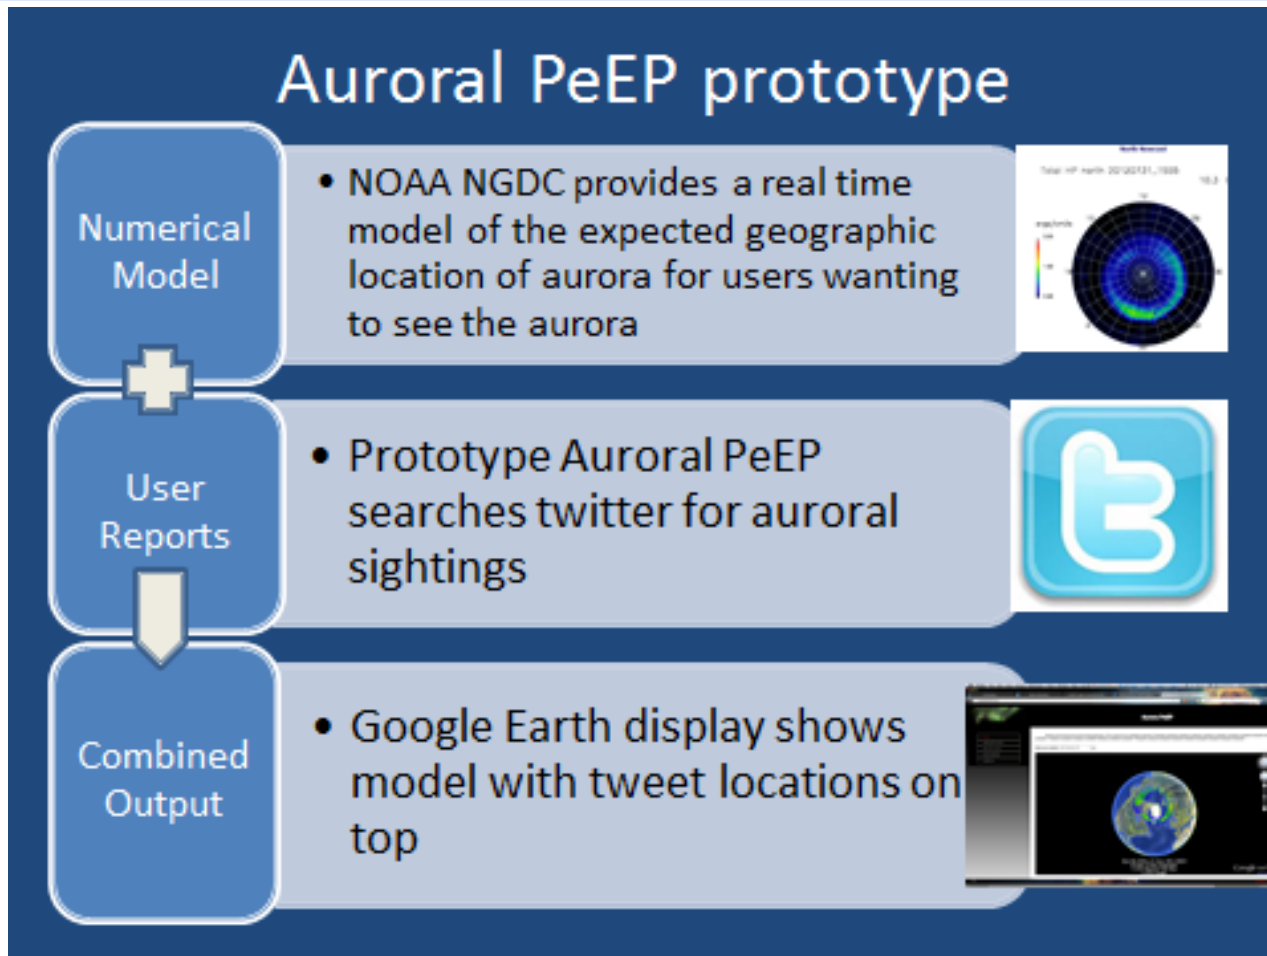 Auroral PeEP prototype
Numerical
Model
• NOAA NGDC provides a real time
model of the expected geographic
location of aurora for users wanting
to see the aurora
User
Reports
• Prototype Auroral PeEP
searches twitter for auroral
sightings
Combined
Output
• Google Earth display shows
model with tweet locations on
top